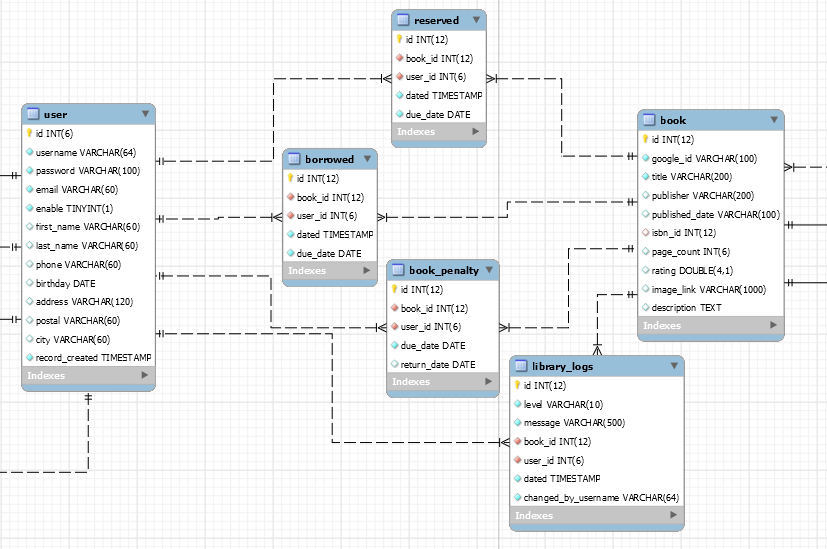 reserved
id INT(12)
book_id INT(12)
user_id INT(6)
dated TIMESTAMP
due_date DATE
Indexes
user
id INT(6)
username VARCHAR(64)
password VARCHAR(100)
email VARCHAR(60)
enable TINYINT(1)
first_name VARCHAR(60)
last_name VARCHAR(60)
phone VARCHAR(60)
birthday DATE
address VARCHAR(120)
postal VARCHAR(60)
city VARCHAR(60)
record_created TIMESTAMP
Indexes
borrowed
id INT(12)
book_id INT(12)
user_id INT(6)
dated TIMESTAMP
due_date DATE
Indexes
book
id INT(12)
google_id VARCHAR(100)
title VARCHAR(200)
publisher VARCHAR(200)
published_date VARCHAR(100)
isbn_id INT(12)
page_count INT(6)
rating DOUBLE(4,1)
image_link VARCHAR(1000)
description TEXT
Indexes
book_penalty
id INT(12)
book_id INT(12)
user_id INT(6)
due_date DATE
return_date DATE
Indexes
library_logs
id INT(12)
level VARCHAR(10)
message VARCHAR(500)
book_id INT(12)
user_id INT(6)
dated TIMESTAMP
changed_by_username VARCHAR(64)
Indexes